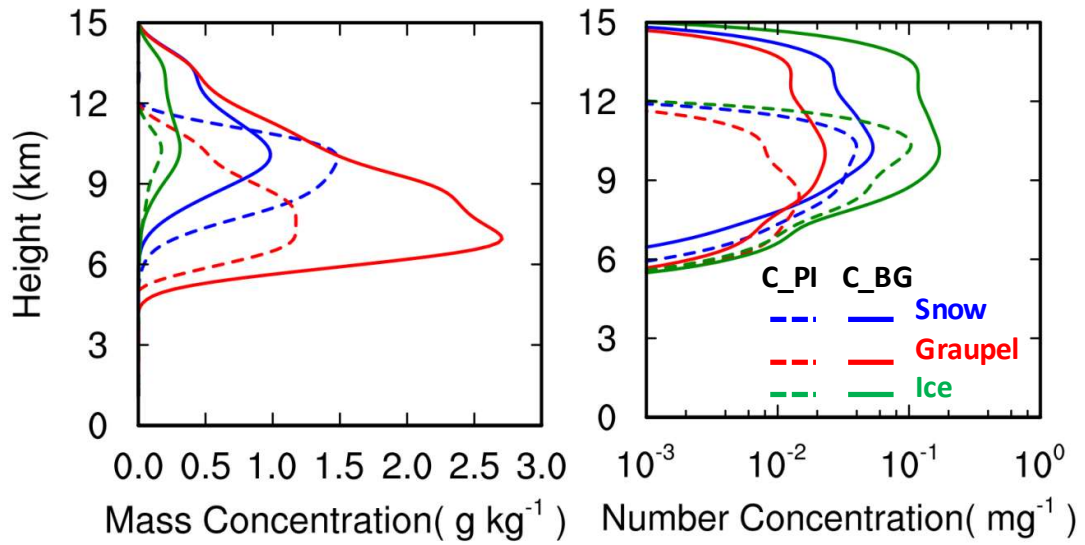 15
12
9
6
3
0
Height (km)
0.0 0.5 1.0 1.5 2.0 2.5 3.0
Mass Concentration( g kg⁻¹ )
15
12
9
6
3
0
C_PI C_BG
Snow
Graupel
Ice
10⁻³ 10⁻² 10⁻¹ 10⁰
Number Concentration( mg⁻¹ )